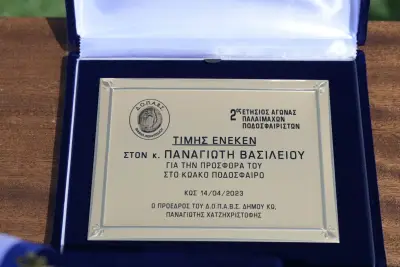 Δ.Ο.Π.Α.Β.Σ.
2ος ΕΤΗΣΙΟΣ ΑΓΩΝΑΣ
ΠΑΛΑΙΜΑΧΩΝ
ΠΟΔΟΣΦΑΙΡΙΣΤΩΝ
ΤΙΜΗΣ ΕΝΕΚΕΝ
ΣΤΟΝ κ. ΠΑΝΑΓΙΩΤΗ ΒΑΣΙΛΕΙΟΥ
ΓΙΑ ΤΗΝ ΠΡΟΣΦΟΡΑ ΤΟΥ
ΣΤΟ ΚΩΑΚΟ ΠΟΔΟΣΦΑΙΡΟ
ΚΩΣ 14/04/2023
Ο ΠΡΟΕΔΡΟΣ ΤΟΥ Δ.Ο.Π.Α.Β.Σ. ΔΗΜΟΥ ΚΩ.
ΠΑΝΑΓΙΩΤΗΣ ΧΑΤΖΗΧΡΙΣΤΟΦΗΣ